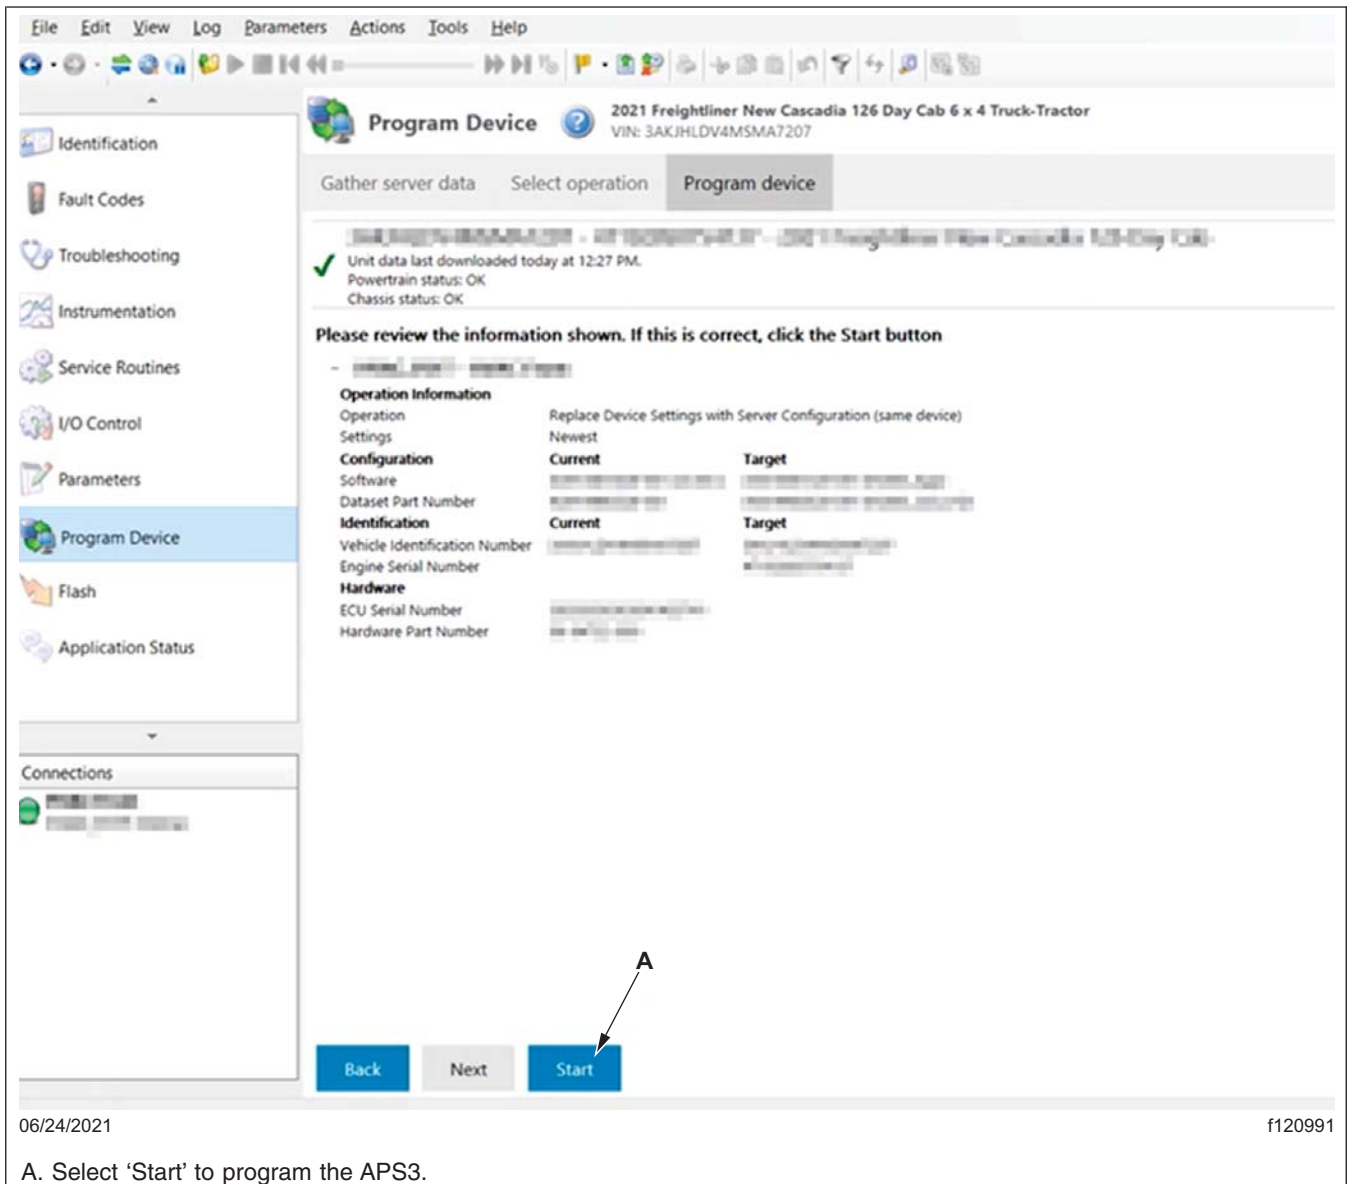 File Edit View Log Parameters Actions Tools Help
Program Device
2021 Freightliner New Cascadia 126 Day Cab 6 x 4 Truck-Tractor
VIN: 3AKJHLDV4MSMA7207
Identification
Fault Codes
Troubleshooting
Instrumentation
Service Routines
I/O Control
Parameters
Program Device
Flash
Application Status
Connections
Gather server data Select operation Program device
Unit data last downloaded today at 12:27 PM.
Powertrain status: OK
Chassis status: OK
Please review the information shown. If this is correct, click the Start button
Operation Information
Operation Replace Device Settings with Server Configuration (same device)
Settings Newest
Configuration Current Target
Software
Dataset Part Number
Identification Current Target
Vehicle Identification Number
Engine Serial Number
Hardware
ECU Serial Number
Hardware Part Number
A
Back Next Start
06/24/2021 f120991
A. Select ‘Start’ to program the APS3.